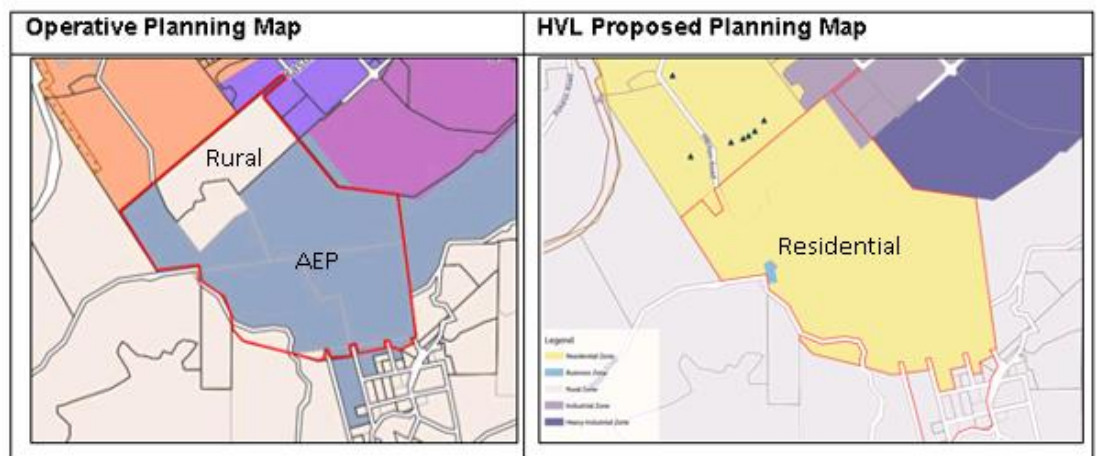 Operative Planning Map
HVL Proposed Planning Map
Rural
AEP
Residential
Legend
Residential Zone
Business Zone
Rural Zone
Industrial Zone
Heavy Industrial Zone